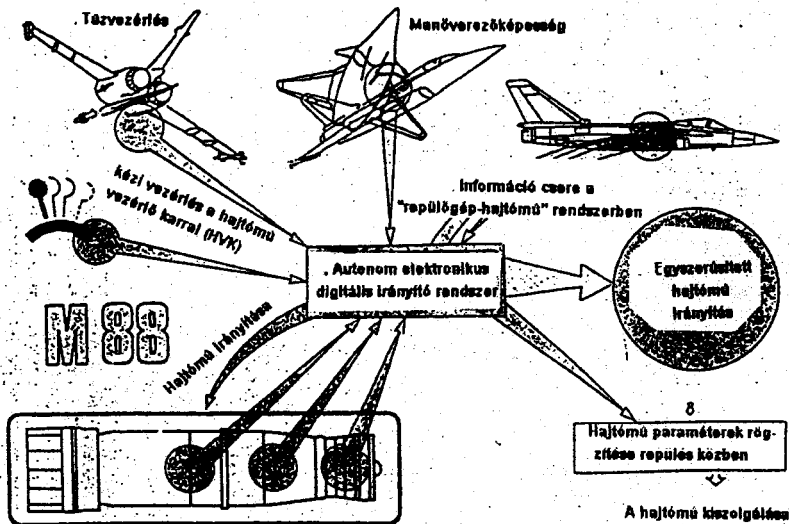 Tűzvezérlés
Manőverezőképesség
kézi vezérlés a hajtómű
vezérlő karral (HVK)
Információ csere a
"repülőgép-hajtómű" rendszerben
. Autonom elektronikus
digitális irányító rendszer
Egyszerűsített
hajtómű
irányítás
M 88
Hajtómű irányítása
8
Hajtómű paraméterek rög-
zítése repülés közben
A hajtómű kiszolgálása